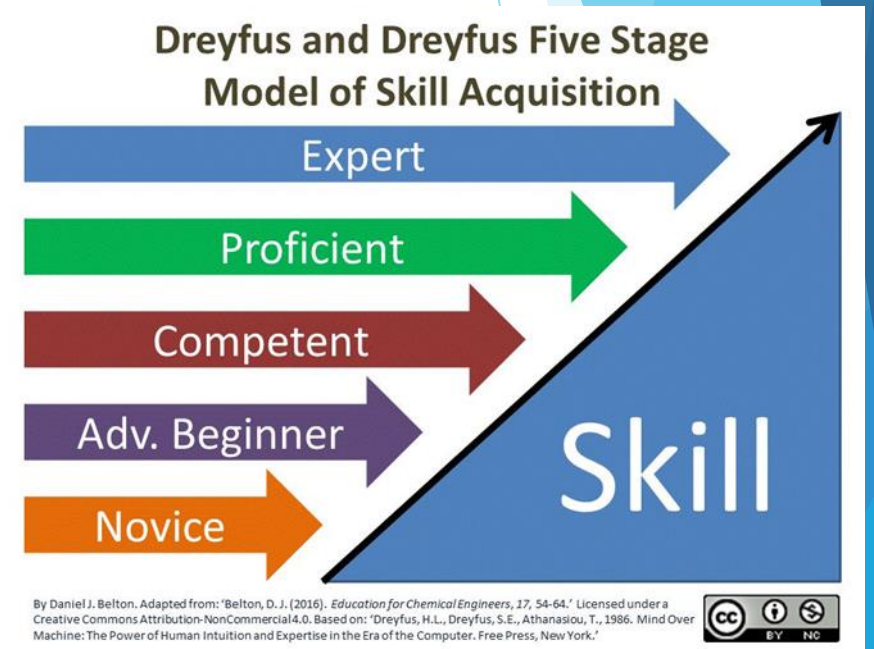 Dreyfus and Dreyfus Five Stage
Model of Skill Acquisition
Expert
Proficient
Competent
Adv. Beginner
Novice
Skill
By Daniel J. Belton. Adapted from: ‘Belton, D. J. (2016). Education for Chemical Engineers, 17, 54-64.’ Licensed under a
Creative Commons Attribution-NonCommercial 4.0. Based on: ‘Dreyfus, H.L., Dreyfus, S.E., Athanasiou, T., 1986. Mind Over
Machine: The Power of Human Intuition and Expertise in the Era of the Computer. Free Press, New York.’
cc
BY NC